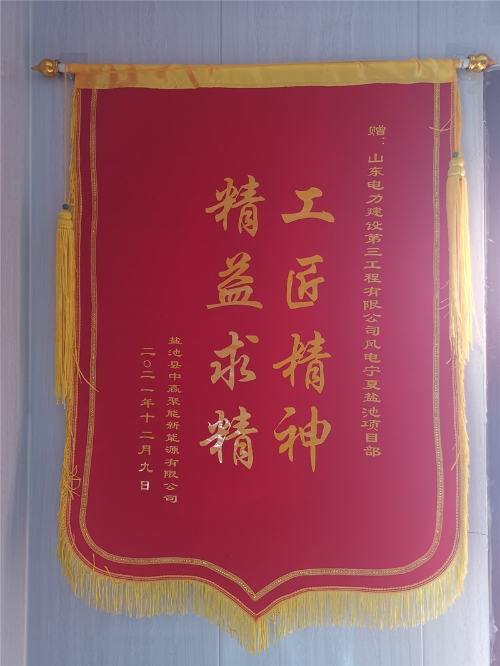 赠：山东电力建设第三工程有限公司风电宁夏盐池项目部
工匠精神
精益求精
盐池县中赢聚能新能源有限公司
二〇二一年十二月九日